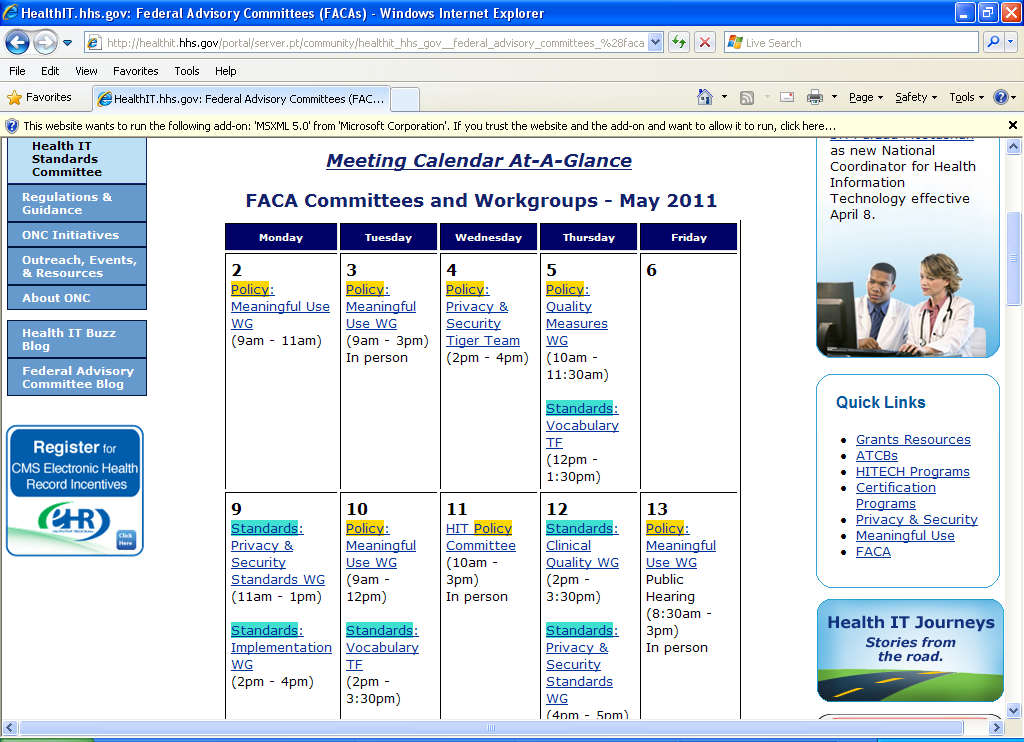 HealthIT.hhs.gov: Federal Advisory Committees (FACAs) - Windows Internet Explorer
http://healthit.hhs.gov/portal/server.pt/community/healthit_hhs_gov__federal_advisory_committees_%28faca
Live Search
File Edit View Favorites Tools Help
Favorites
HealthIT.hhs.gov: Federal Advisory Committees (FAC...
Page Safety Tools
This website wants to run the following add-on: 'MSXML 5.0' from 'Microsoft Corporation'. If you trust the website and the add-on and want to allow it to run, click here...
Health IT
Standards
Committee
Regulations &
Guidance
ONC Initiatives
Outreach, Events,
& Resources
About ONC
Health IT Buzz
Blog
Federal Advisory
Committee Blog
Register for
CMS Electronic Health
Record Incentives
EHR
Click
Here
Meeting Calendar At-A-Glance
FACA Committees and Workgroups - May 2011
Monday Tuesday Wednesday Thursday Friday
2
Policy:
Meaningful Use
WG
(9am - 11am)
3
Policy:
Meaningful
Use WG
(9am - 3pm)
In person
4
Policy:
Privacy &
Security
Tiger Team
(2pm - 4pm)
5
Policy:
Quality
Measures
WG
(10am -
11:30am)
Standards:
Vocabulary
TF
(12pm -
1:30pm)
6
9
Standards:
Privacy &
Security
Standards WG
(11am - 1pm)
Standards:
Implementation
WG
(2pm - 4pm)
10
Policy:
Meaningful
Use WG
(9am -
12pm)
Standards:
Vocabulary
TF
(2pm -
3:30pm)
11
HIT Policy
Committee
(10am -
3pm)
In person
12
Standards:
Clinical
Quality WG
(2pm -
3:30pm)
Standards:
Privacy &
Security
Standards
WG
(4pm - 5pm)
13
Policy:
Meaningful
Use WG
Public
Hearing
(8:30am -
3pm)
In person
as new National
Coordinator for Health
Information
Technology effective
April 8.
Quick Links
Grants Resources
ATCBs
HITECH Programs
Certification
Programs
Privacy & Security
Meaningful Use
FACA
Health IT Journeys
Stories from
the road.